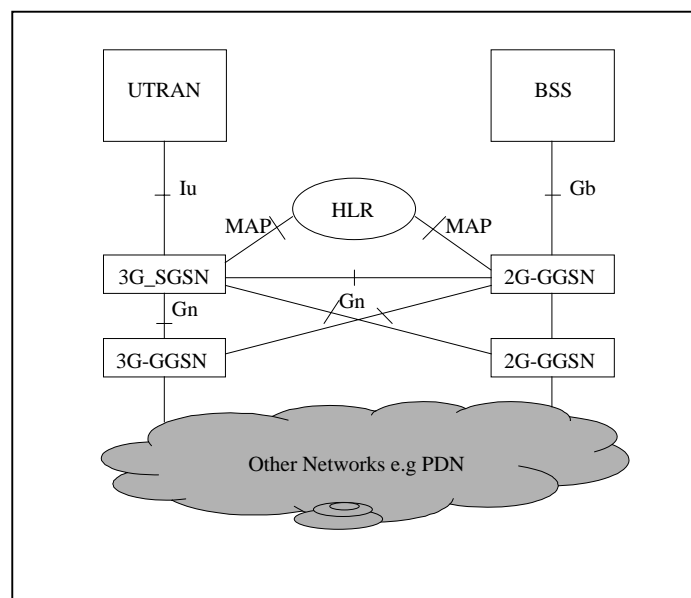 UTRAN
BSS
Iu
Gb
HLR
MAP
MAP
3G_SGSN
2G-GGSN
Gn
Gn
3G-GGSN
2G-GGSN
Other Networks e.g PDN